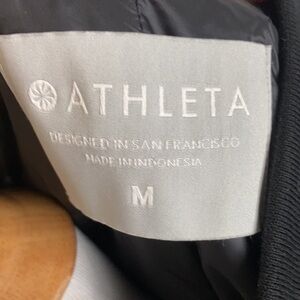 ATHLETA
DESIGNED IN SAN FRANCISCO
MADE IN INDONESIA
M